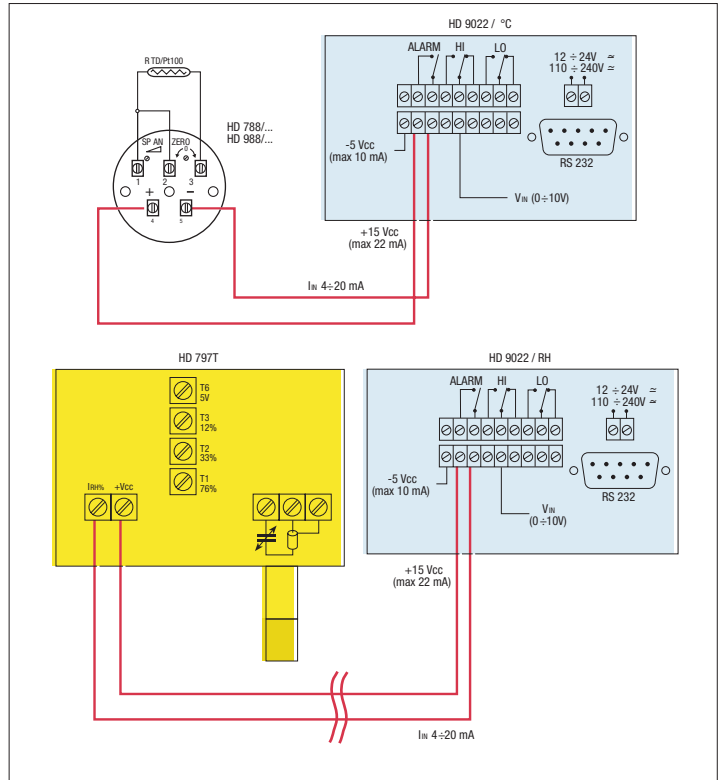 HD 9022 / °C
R TD/Pt100
ALARM HI LO
12 ÷ 24V ≃
110 ÷ 240V ≃
HD 788/...
HD 988/...
SP AN ZERO
0
1 2 3
+ −
4 5
-5 Vcc
(max 10 mA)
RS 232
VIN (0÷10V)
+15 Vcc
(max 22 mA)
IIN 4÷20 mA
HD 797T
HD 9022 / RH
T6
5V
T3
12%
T2
33%
T1
76%
IRH% +Vcc
ALARM HI LO
12 ÷ 24V ≃
110 ÷ 240V ≃
-5 Vcc
(max 10 mA)
RS 232
VIN
(0÷10V)
+15 Vcc
(max 22 mA)
IIN 4÷20 mA